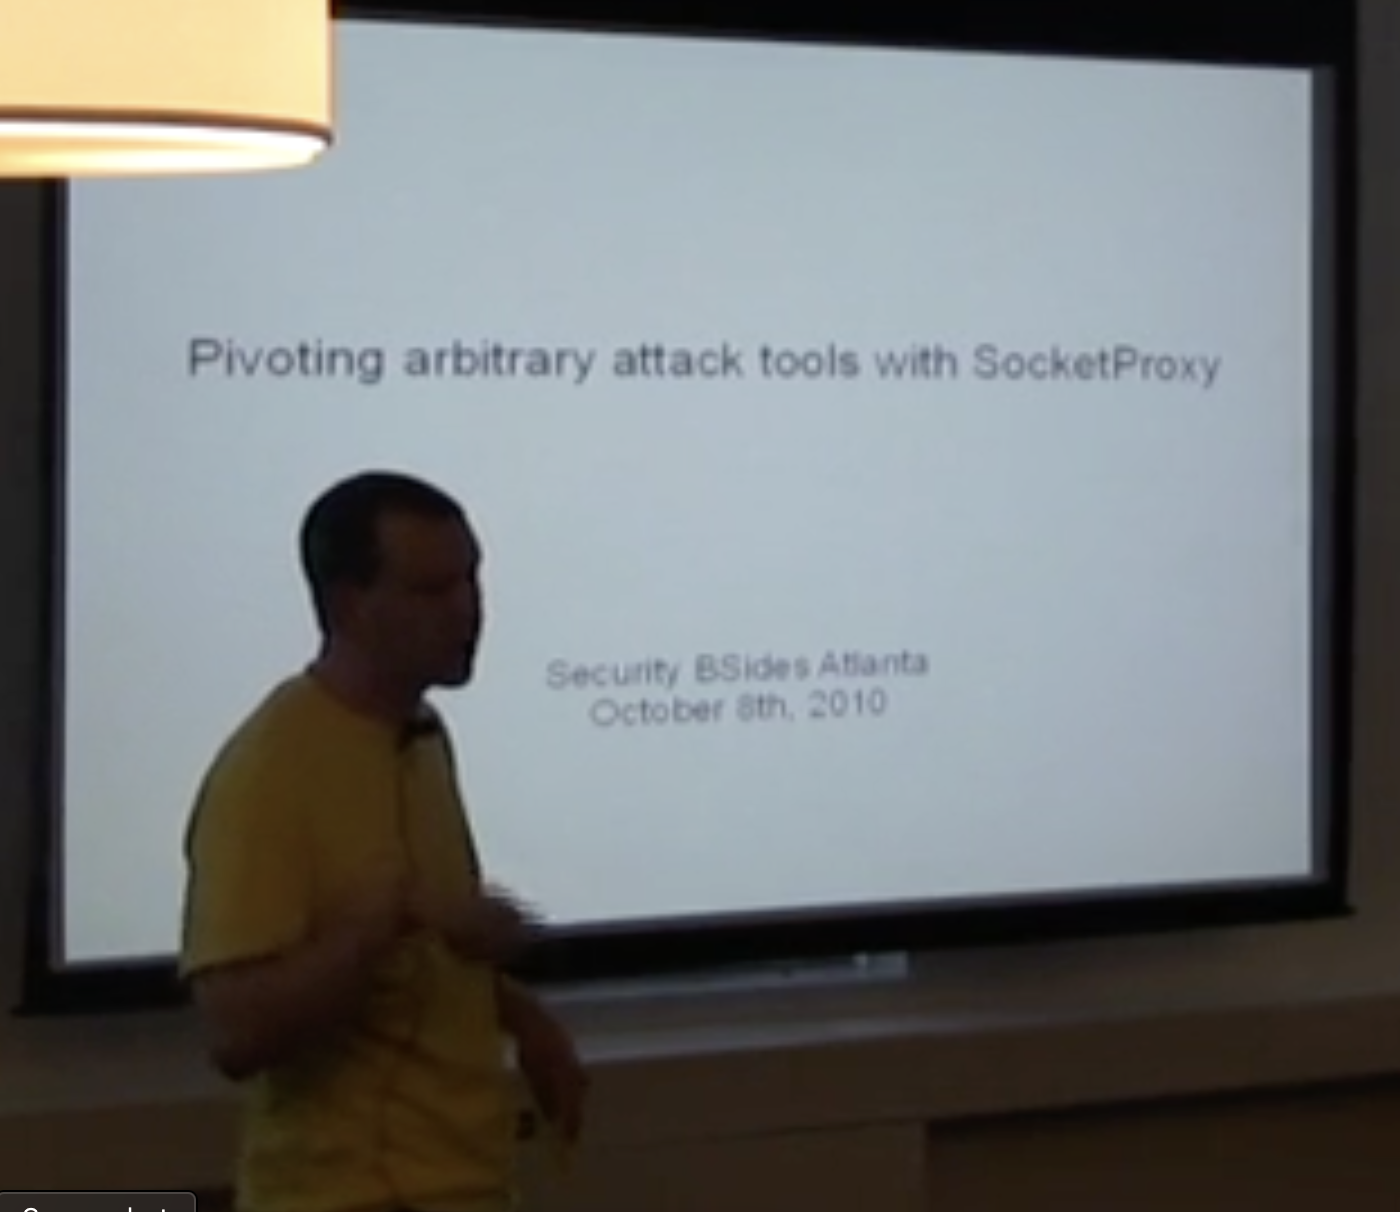 Pivoting arbitrary attack tools with SocketProxy
Security BSides Atlanta
October 8th, 2010